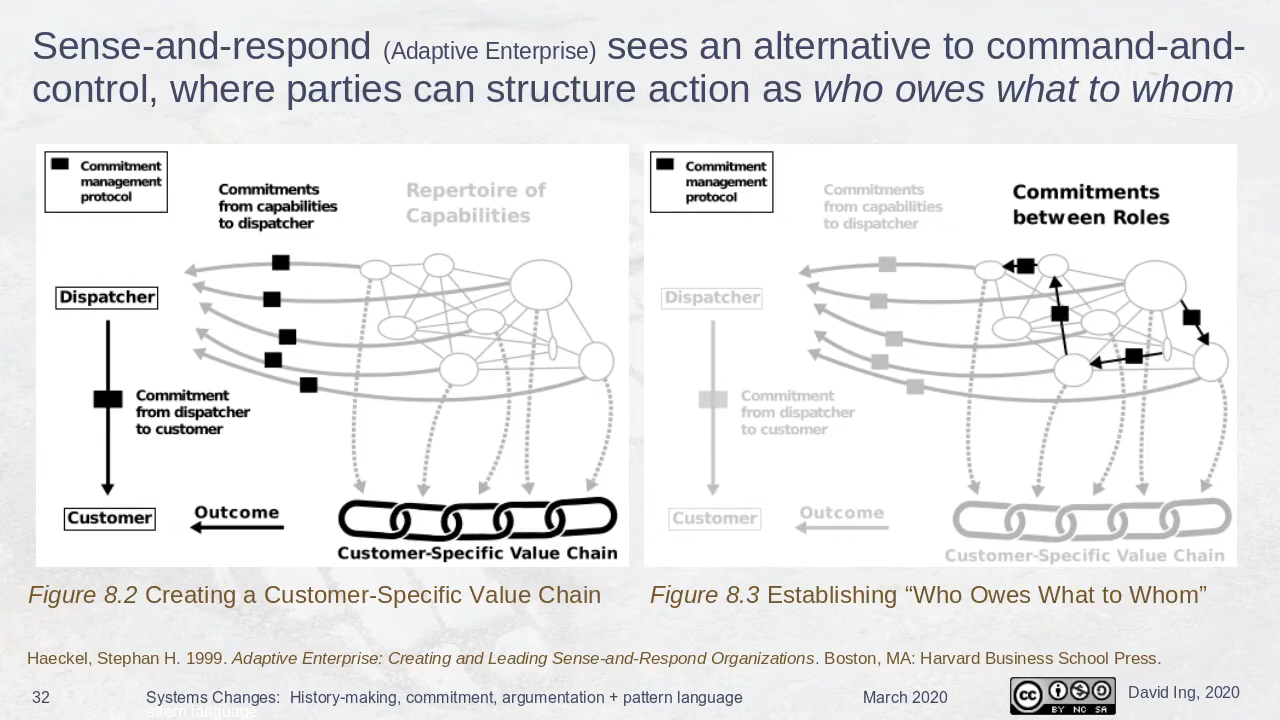 Sense-and-respond (Adaptive Enterprise) sees an alternative to command-and-
control, where parties can structure action as who owes what to whom
Commitment
management
protocol
Commitments
from capabilities
to dispatcher
Repertoire of
Capabilities
Dispatcher
Commitment
from dispatcher
to customer
Customer
Outcome
Customer-Specific Value Chain
Commitment
management
protocol
Commitments
from capabilities
to dispatcher
Commitments
between Roles
Dispatcher
Commitment
from dispatcher
to customer
Customer
Outcome
Customer-Specific Value Chain
Figure 8.2 Creating a Customer-Specific Value Chain
Figure 8.3 Establishing “Who Owes What to Whom”
Haeckel, Stephan H. 1999. Adaptive Enterprise: Creating and Leading Sense-and-Respond Organizations. Boston, MA: Harvard Business School Press.
32
Systems Changes: History-making, commitment, argumentation + pattern language
attern language
March 2020
cc
BY NC SA
David Ing, 2020